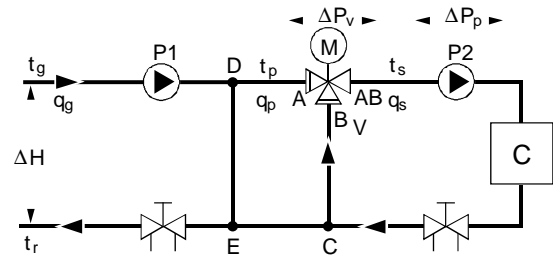 ΔPv ΔPp
M
tg P1 D tp ts P2
qg qp A AB qs
B V
ΔH C
tr E C